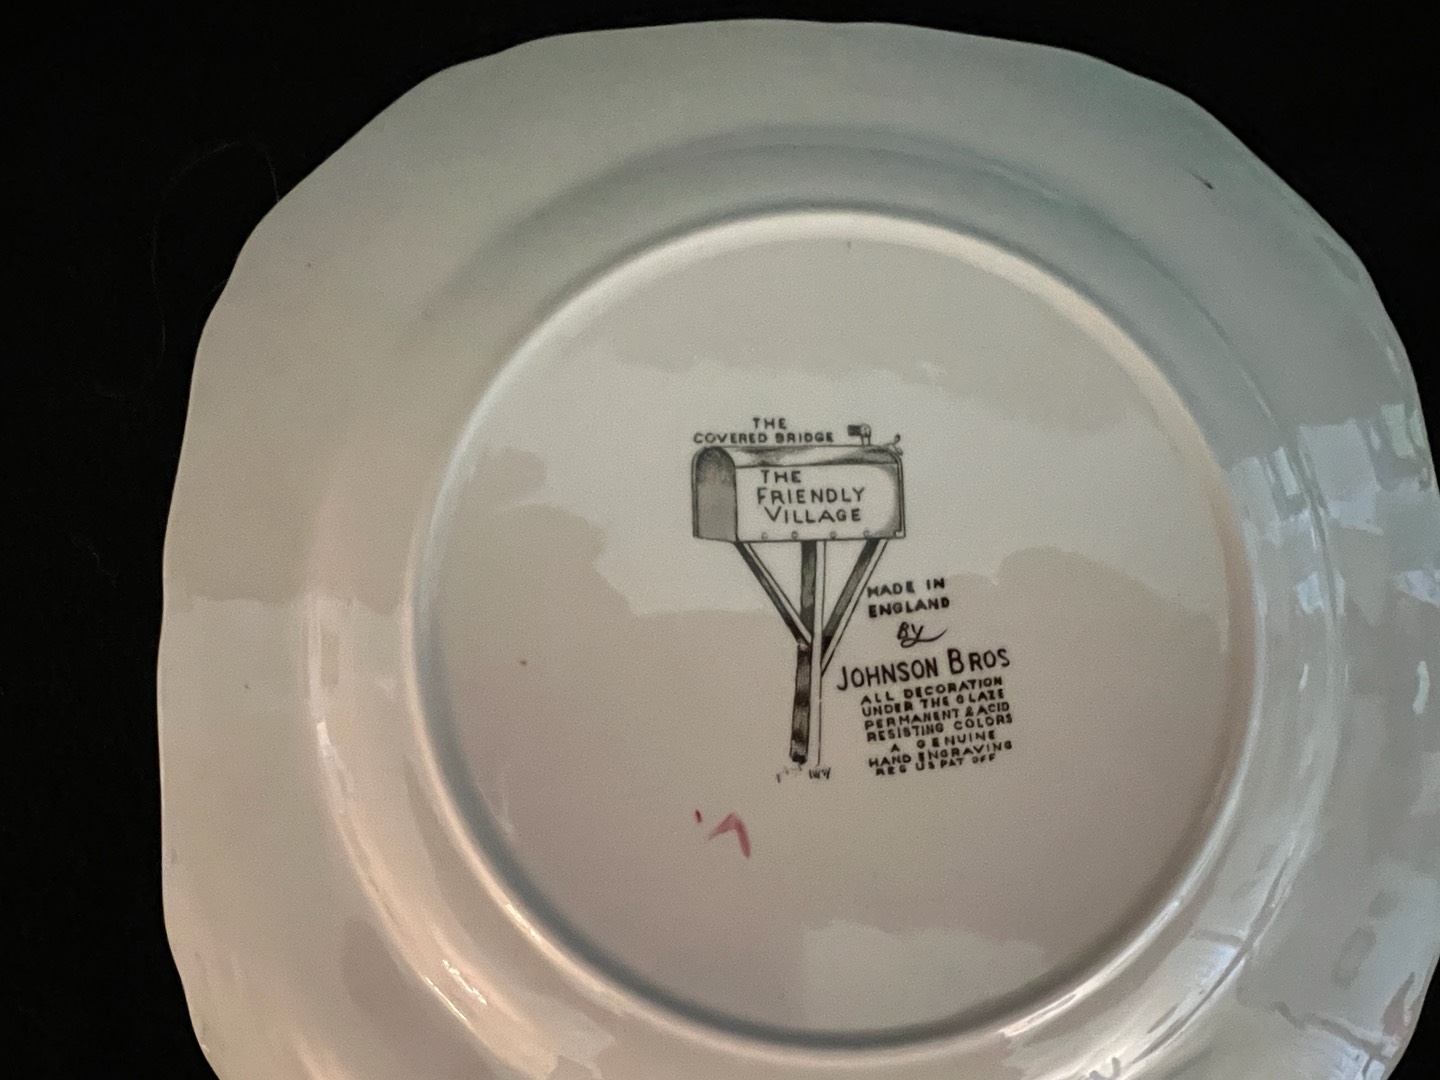 THE
COVERED BRIDGE
THE
FRIENDLY
VILLAGE
MADE IN
ENGLAND
By
JOHNSON BROS
ALL DECORATION
UNDER THE GLAZE
PERMANENT & ACID
RESISTING COLORS
A GENUINE
HAND ENGRAVING
REG US PAT OFF